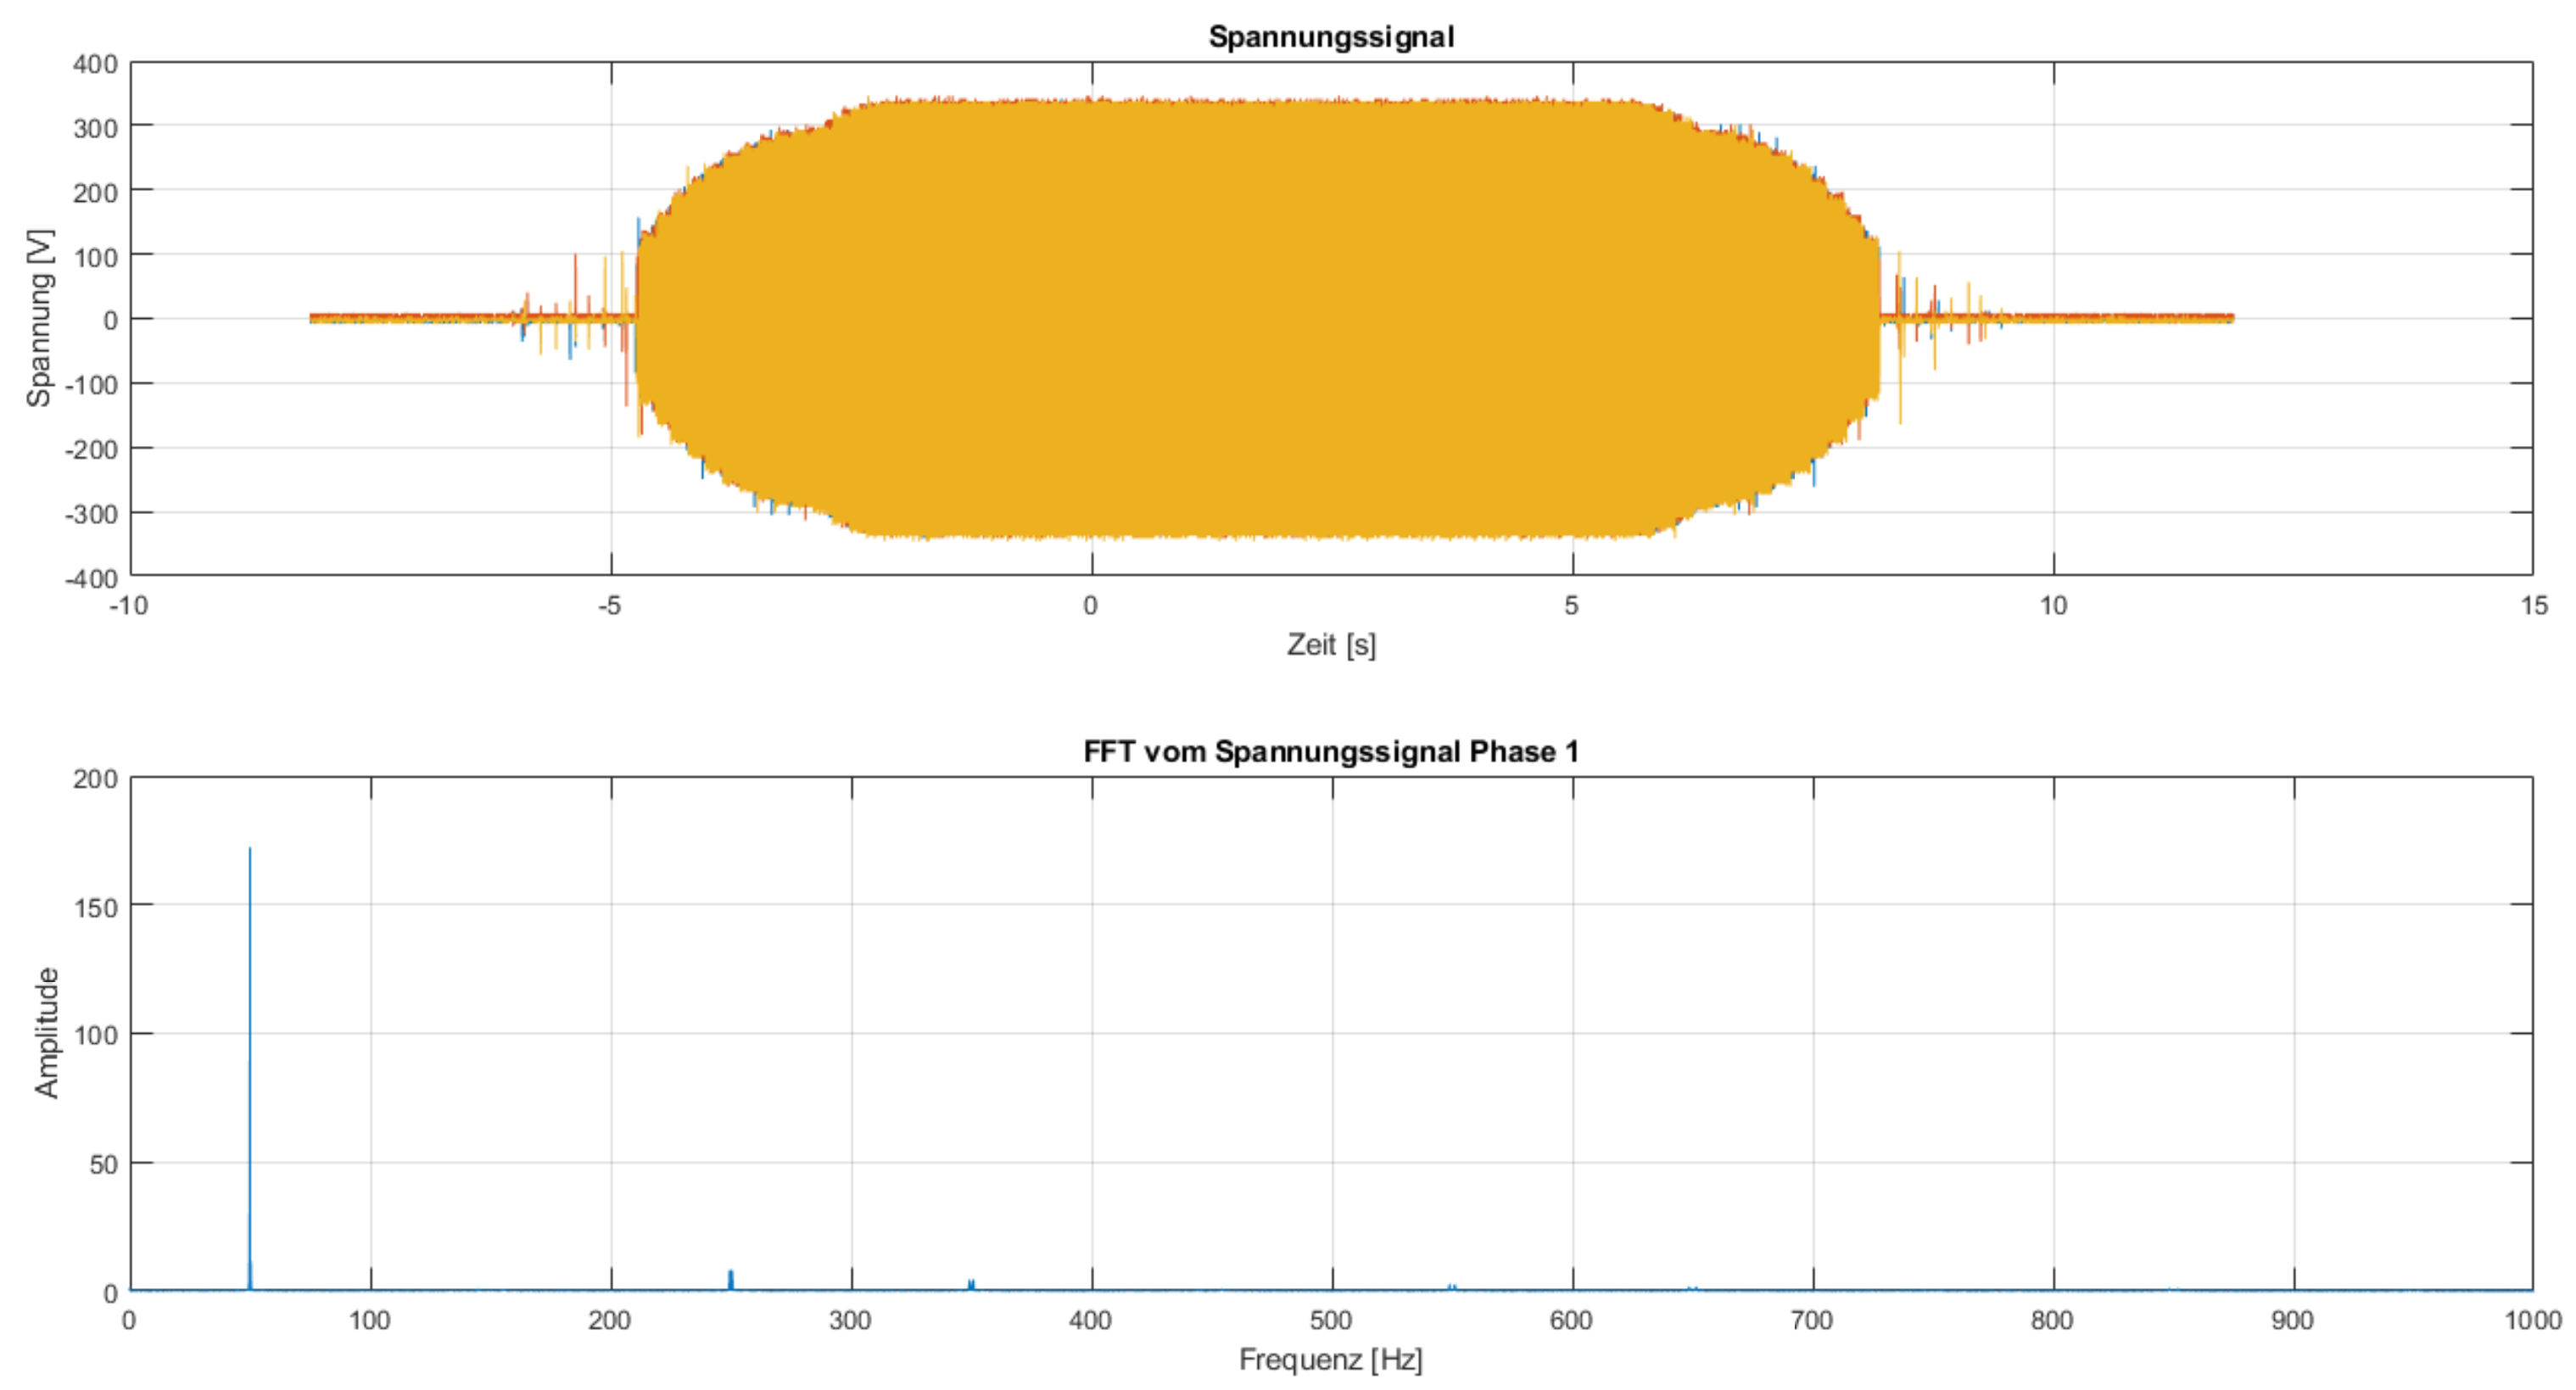 Spannungssignal
400
300
200
100
0
-100
-200
-300
-400
Spannung [V]
-10 -5 0 5 10 15
Zeit [s]
FFT vom Spannungssignal Phase 1
200
150
100
50
0
Amplitude
0 100 200 300 400 500 600 700 800 900 1000
Frequenz [Hz]